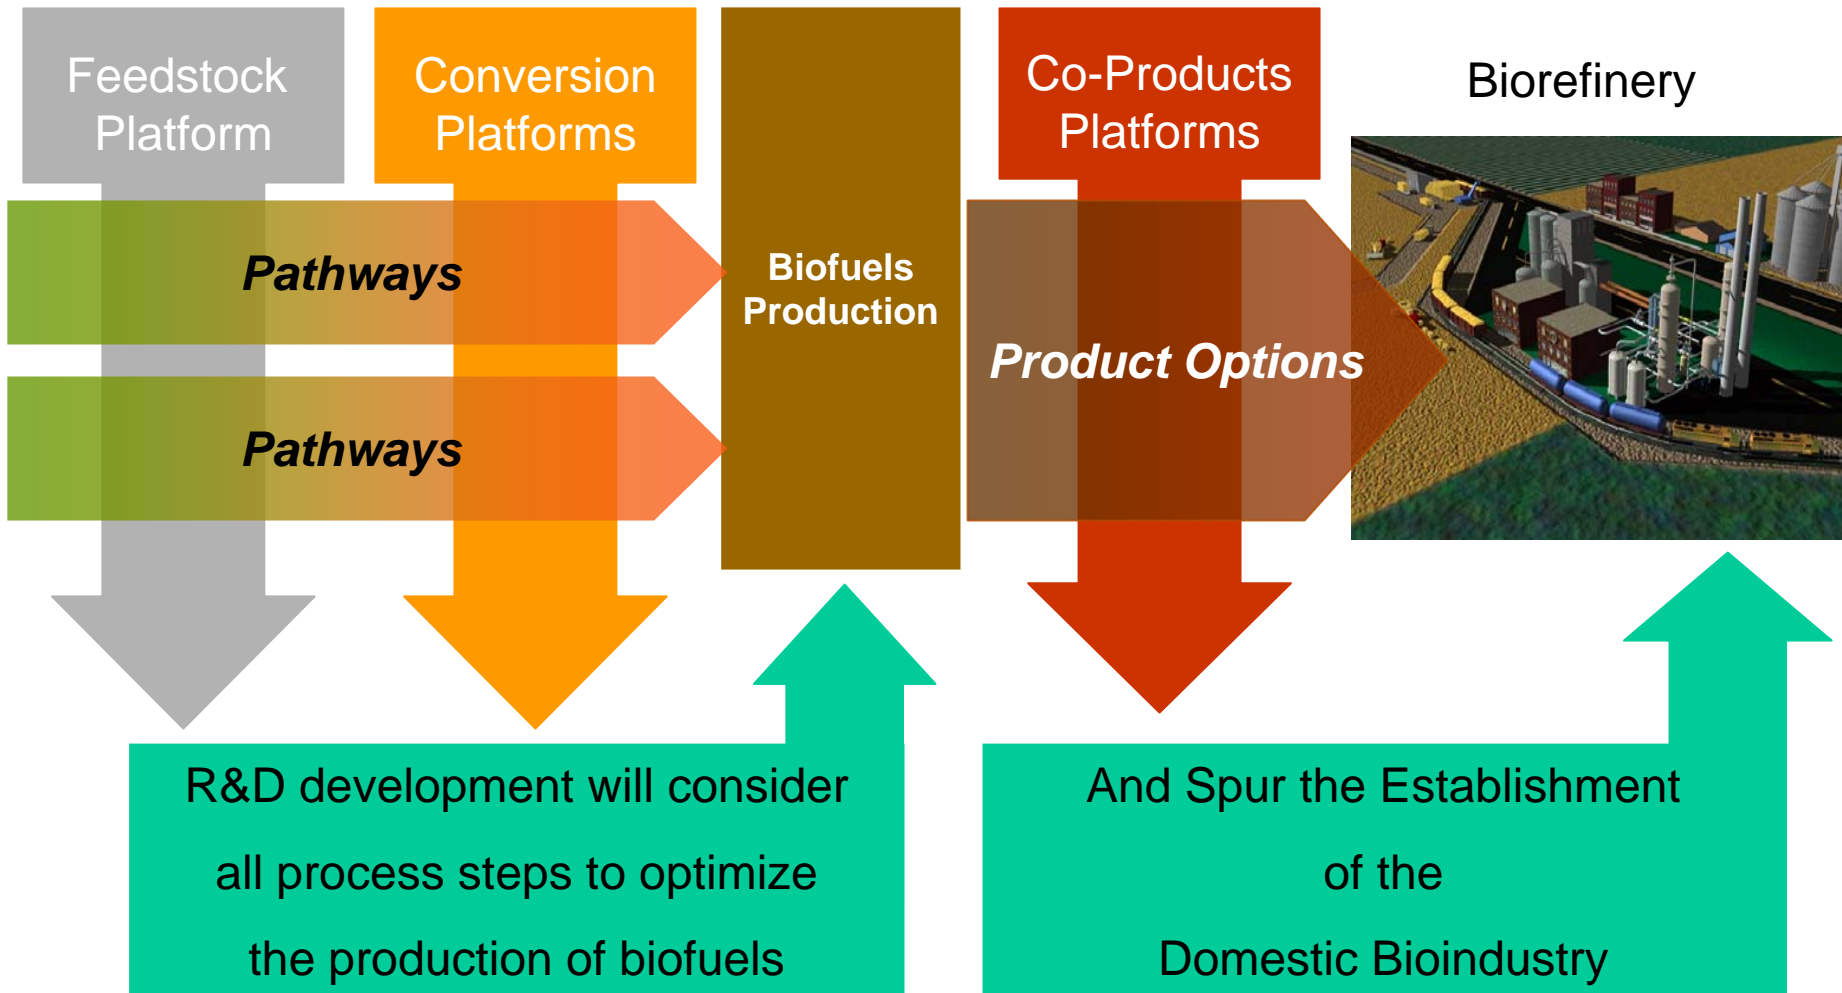 Feedstock
Platform
Conversion
Platforms
Biofuels
Production
Co-Products
Platforms
Biorefinery
Pathways
Pathways
Product Options
R&D development will consider
all process steps to optimize
the production of biofuels
And Spur the Establishment
of the
Domestic Bioindustry